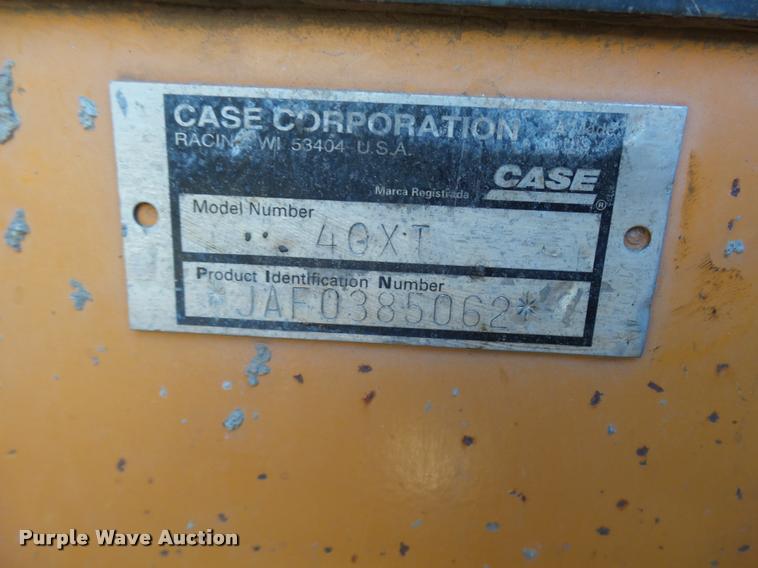 CASE CORPORATION
RACINE WI 53404 U.S.A.
CASE
®
Marca Registrada
Model Number
40XT
Product Identification Number
*JAF0385062*
Purple Wave Auction